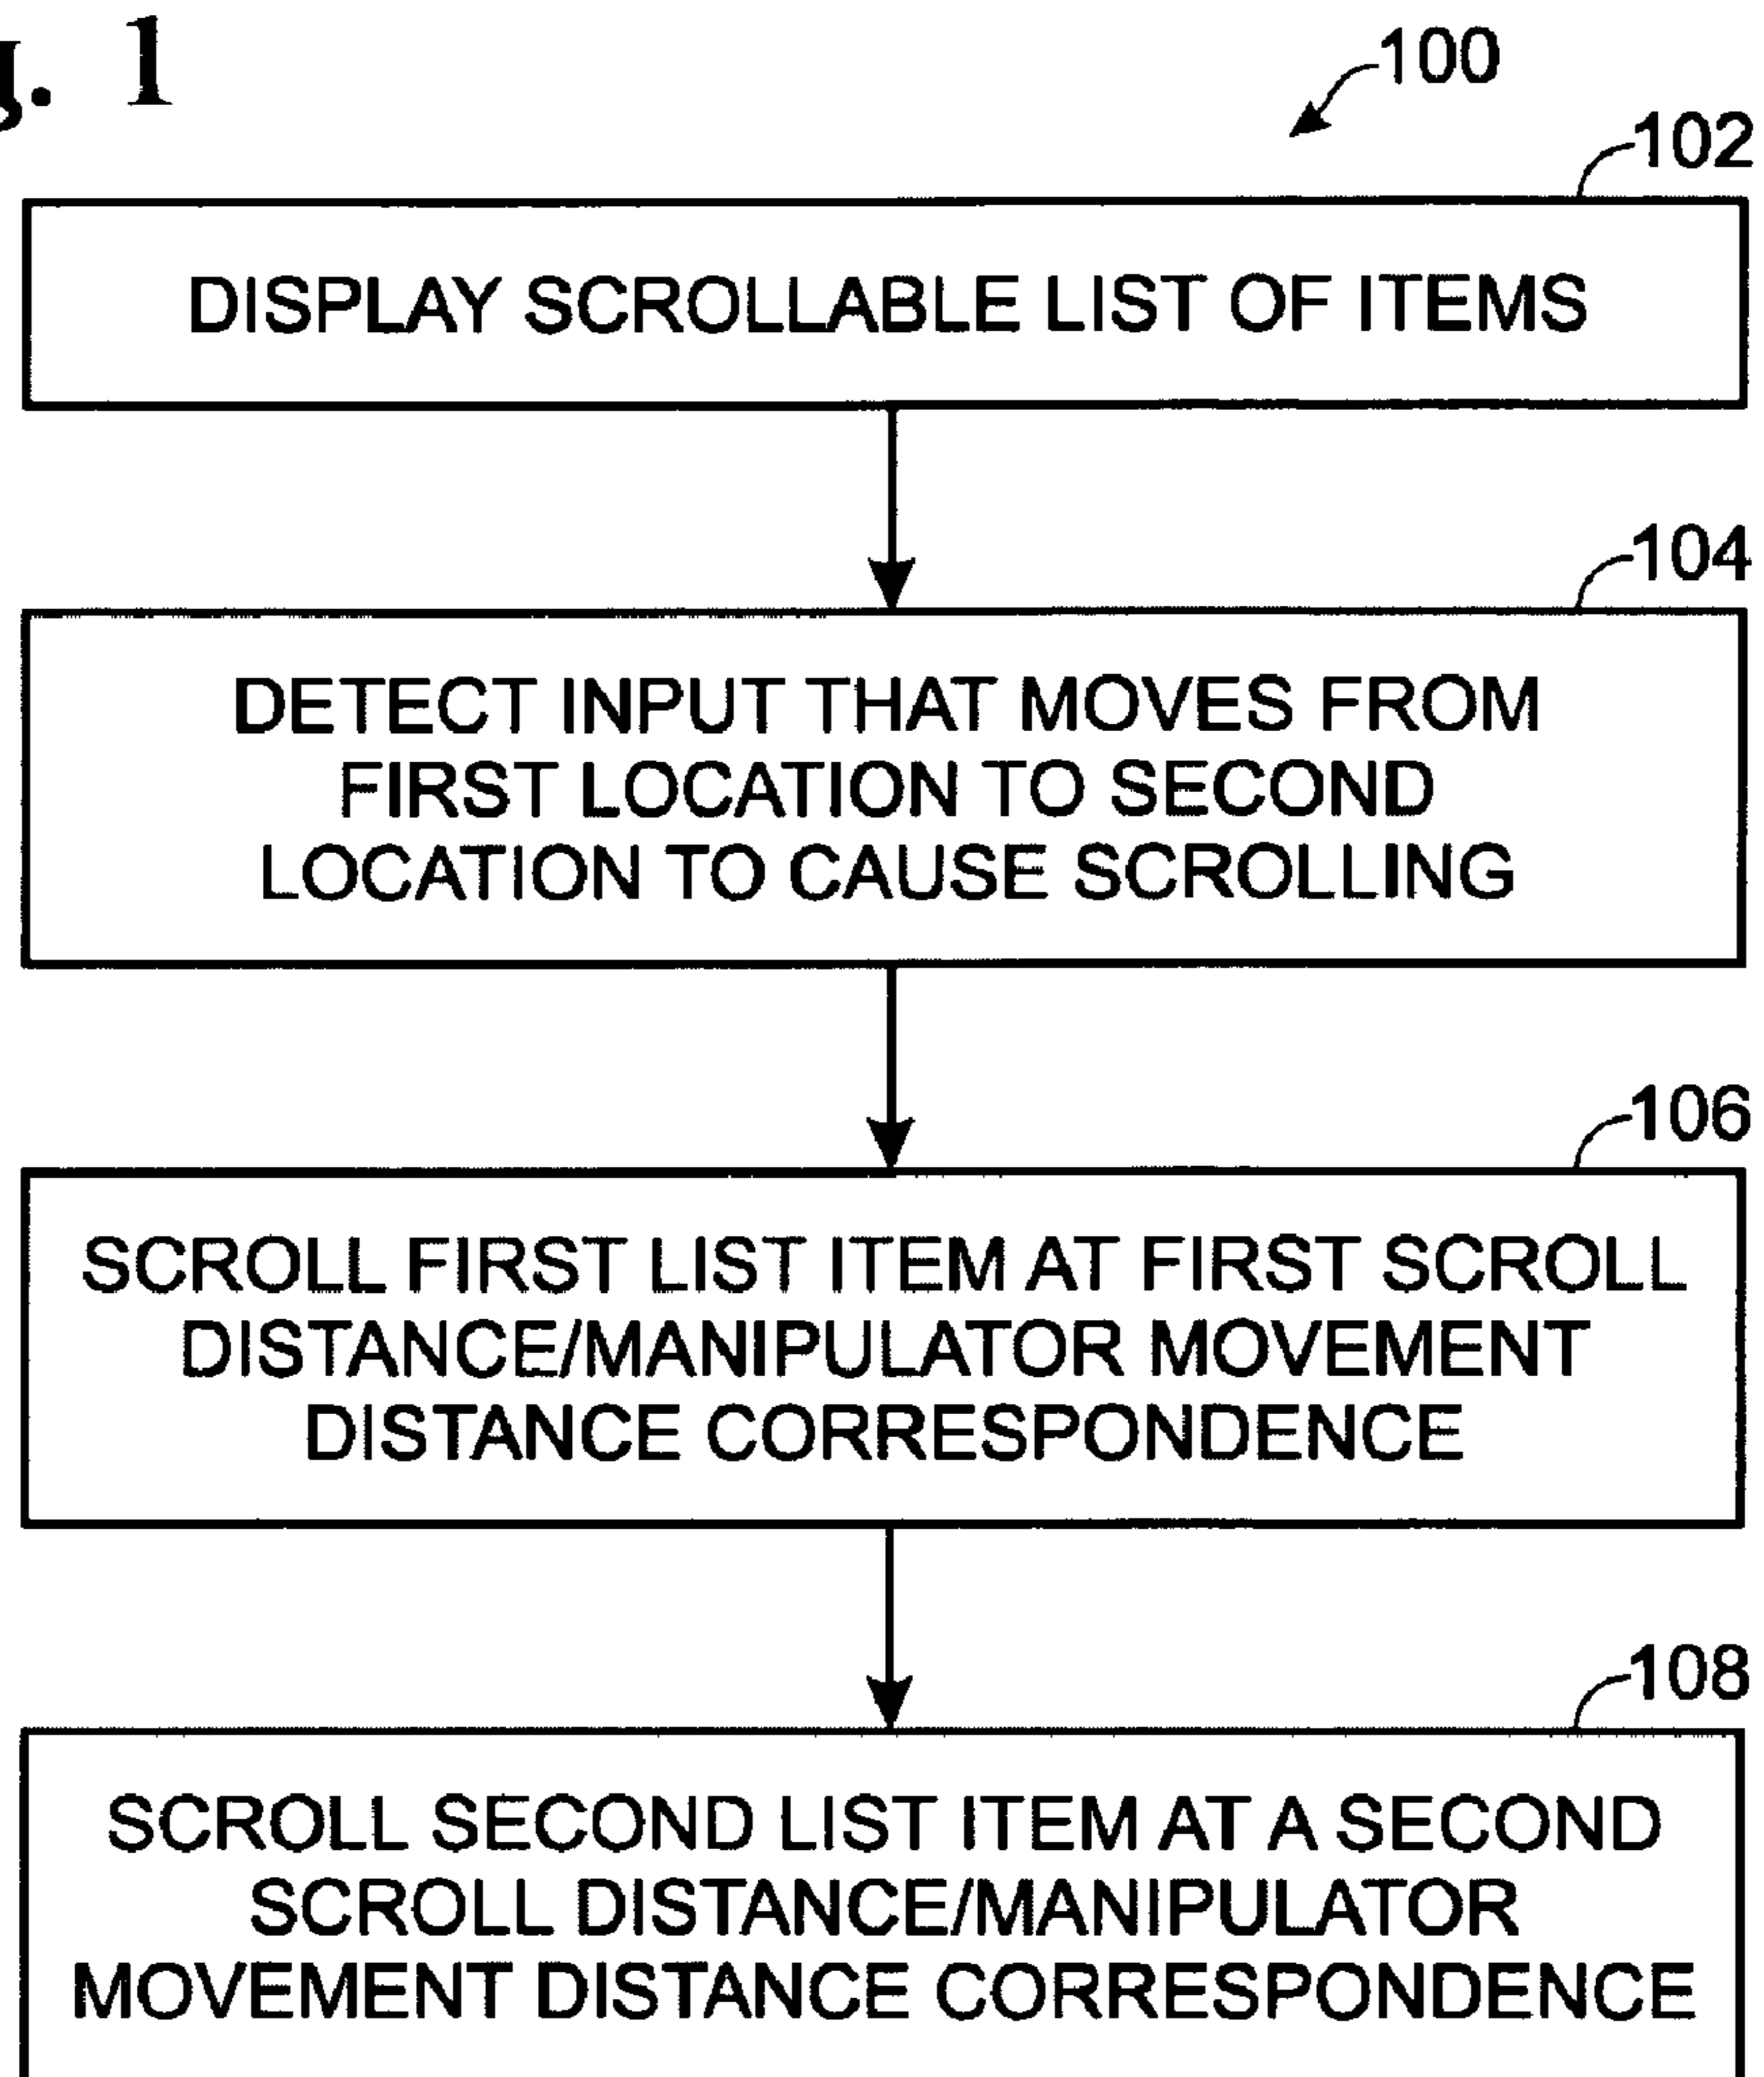 g. 1
100
102
DISPLAY SCROLLABLE LIST OF ITEMS
104
DETECT INPUT THAT MOVES FROM
FIRST LOCATION TO SECOND
LOCATION TO CAUSE SCROLLING
106
SCROLL FIRST LIST ITEM AT FIRST SCROLL
DISTANCE/MANIPULATOR MOVEMENT
DISTANCE CORRESPONDENCE
108
SCROLL SECOND LIST ITEM AT A SECOND
SCROLL DISTANCE/MANIPULATOR
MOVEMENT DISTANCE CORRESPONDENCE